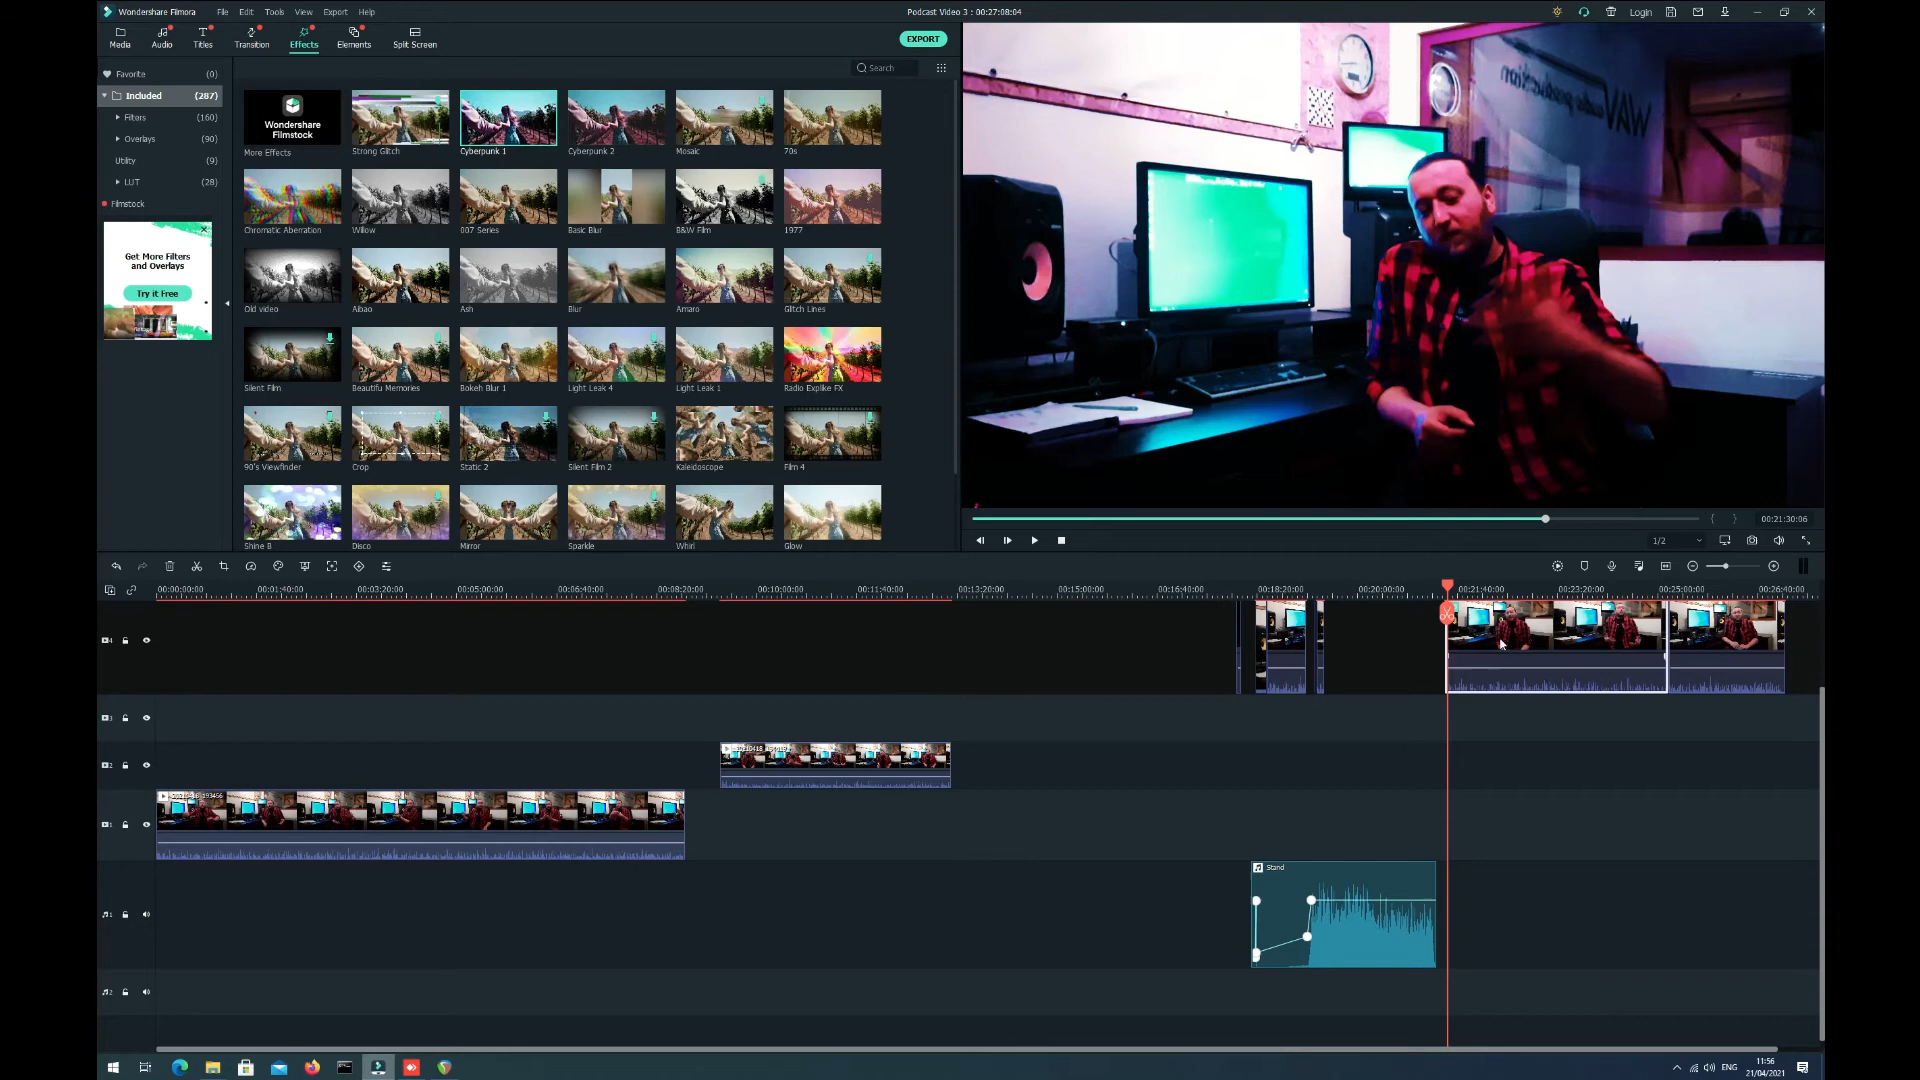 Wondershare Filmora File Edit Tools View Export Help Podcast Video 3 : 00:27:08:04 Login
Media Audio Titles Transition Effects Elements Split Screen EXPORT
Search
Favorite (0)
Included (287)
Filters (160)
Overlays (90)
Utility (9)
LUT (28)
Filmstock
Get More Filters
and Overlays
Try it Free
Wondershare
Filmstock
More Effects Strong Glitch Cyberpunk 1 Cyberpunk 2 Mosaic 70s
Chromatic Aberration Willow 007 Series Basic Blur B&W Film 1977
Old video Aibao Ash Blur Amaro Glitch Lines
Silent Film Beautifu Memories Bokeh Blur 1 Light Leak 4 Light Leak 1 Radio Explike FX
90's Viewfinder Crop Static 2 Silent Film 2 Kaleidoscope Film 4
Shine B Disco Mirror Sparkle Whirl Glow
00:21:30:06
1/2
00:00:00:00 00:01:40:00 00:03:20:00 00:05:00:00 00:06:40:00 00:08:20:00 00:10:00:00 00:11:40:00 00:13:20:00 00:15:00:00 00:16:40:00 00:18:20:00 00:20:00:00 00:21:40:00 00:23:20:00 00:25:00:00 00:26:40:00
4
3
2
1
Stand
1
2
ENG
11:56
21/04/2021